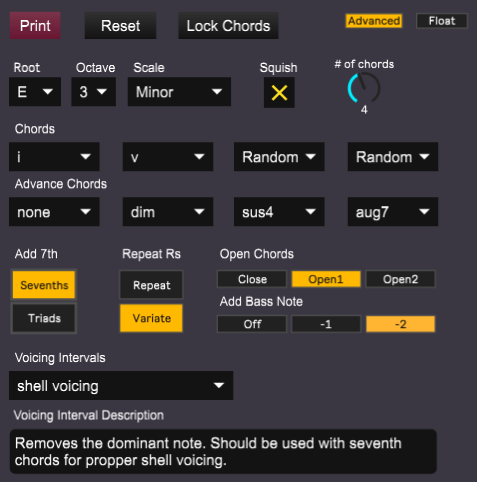 Print Reset Lock Chords Advanced Float
Root Octave Scale Squish # of chords
E 3 Minor
4
Chords
i v Random Random
Advance Chords
none dim sus4 aug7
Add 7th Repeat Rs Open Chords
Sevenths Repeat Close Open1 Open2
Add Bass Note
Triads Variate Off -1 -2
Voicing Intervals
shell voicing
Voicing Interval Description
Removes the dominant note. Should be used with seventh
chords for propper shell voicing.